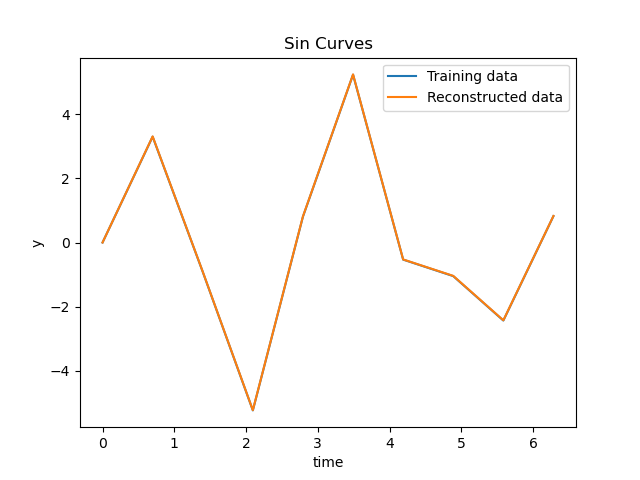 Sin Curves
Training data
Reconstructed data
4
2
0
−2
−4
y
0 1 2 3 4 5 6
time